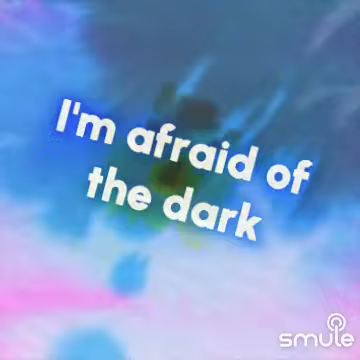 I'm afraid of
the dark
smule